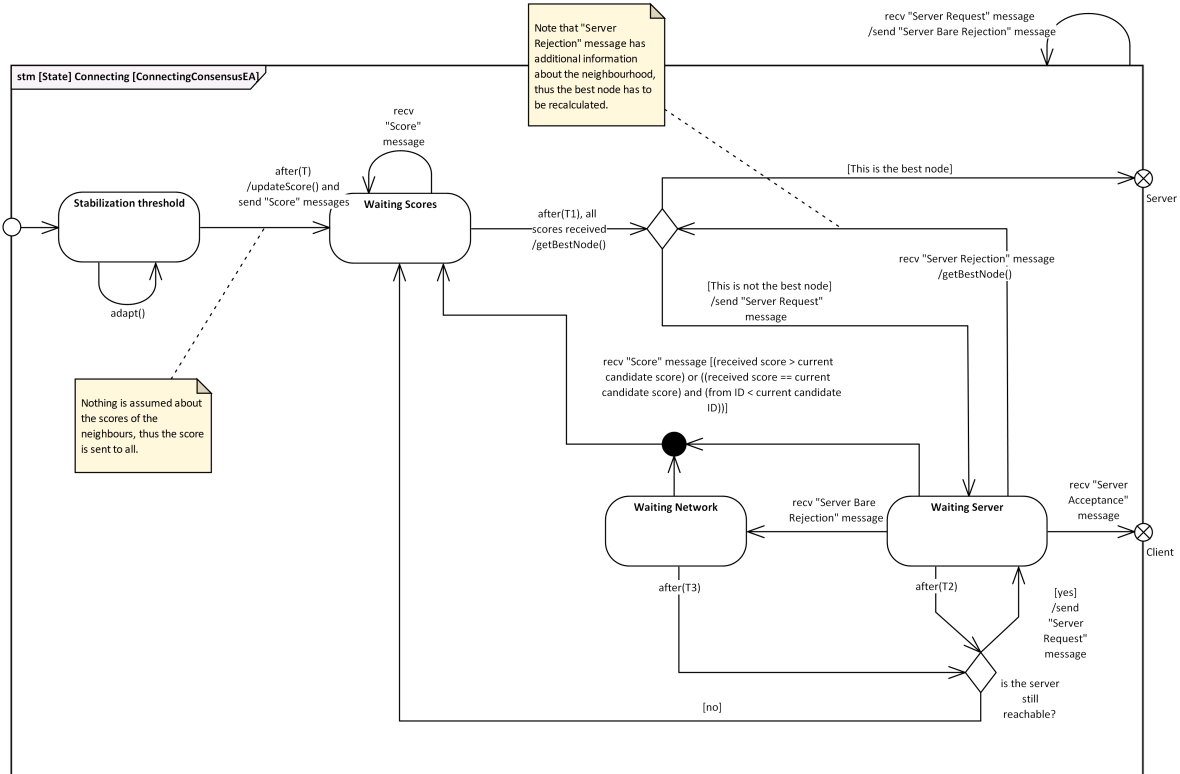 recv "Server Request" message
/send "Server Bare Rejection" message
Note that "Server
Rejection" message has
additional information
about the neighbourhood,
thus the best node has to
be recalculated.
stm [State] Connecting [ConnectingConsensusEA]
recv
"Score"
message
after(T)
/updateScore() and
send "Score" messages
[This is the best node]
Stabilization threshold
Waiting Scores
Server
after(T1), all
scores received
/getBestNode()
recv "Server Rejection" message
/getBestNode()
[This is not the best node]
/send "Server Request"
message
adapt()
recv "Score" message [(received score > current
candidate score) or ((received score == current
candidate score) and (from ID < current candidate
ID))]
Nothing is assumed about
the scores of the
neighbours, thus the score
is sent to all.
recv "Server
Acceptance"
message
Waiting Network
recv "Server Bare
Rejection" message
Waiting Server
Client
after(T3)
after(T2)
[yes]
/send
"Server
Request"
message
is the server
still
reachable?
[no]